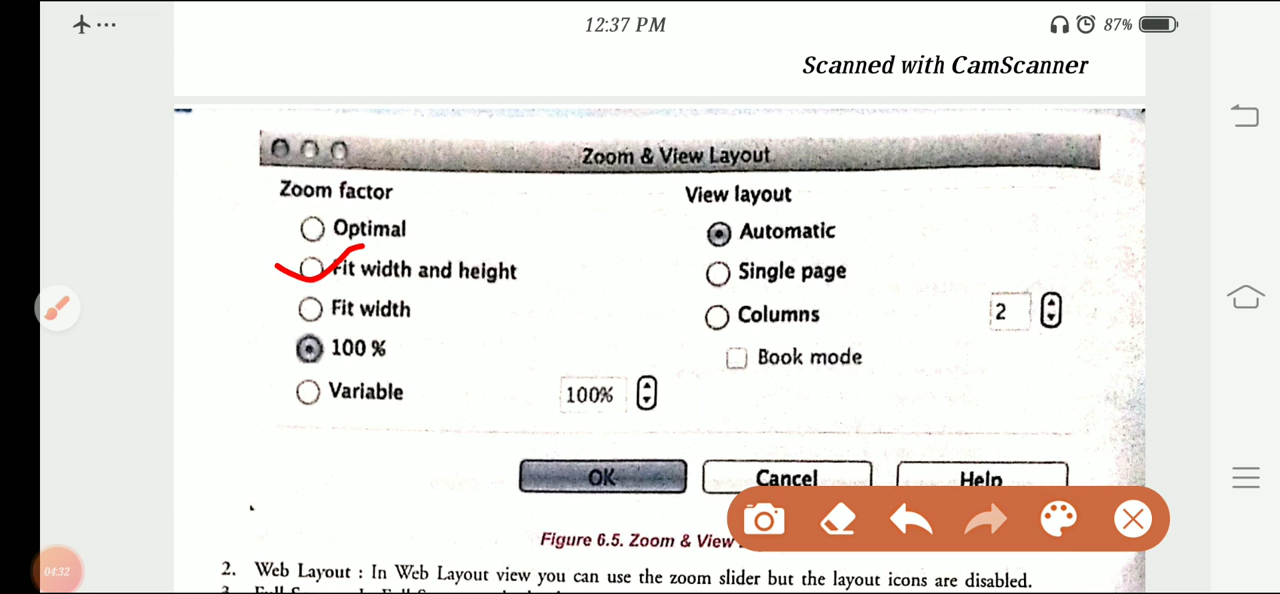 12:37 PM
87%
Scanned with CamScanner
Zoom & View Layout
Zoom factor
Optimal
Fit width and height
Fit width
100 %
Variable
100%
View layout
Automatic
Single page
Columns
2
Book mode
OK
Cancel
Help
Figure 6.5. Zoom & View
2. Web Layout : In Web Layout view you can use the zoom slider but the layout icons are disabled.
04:32